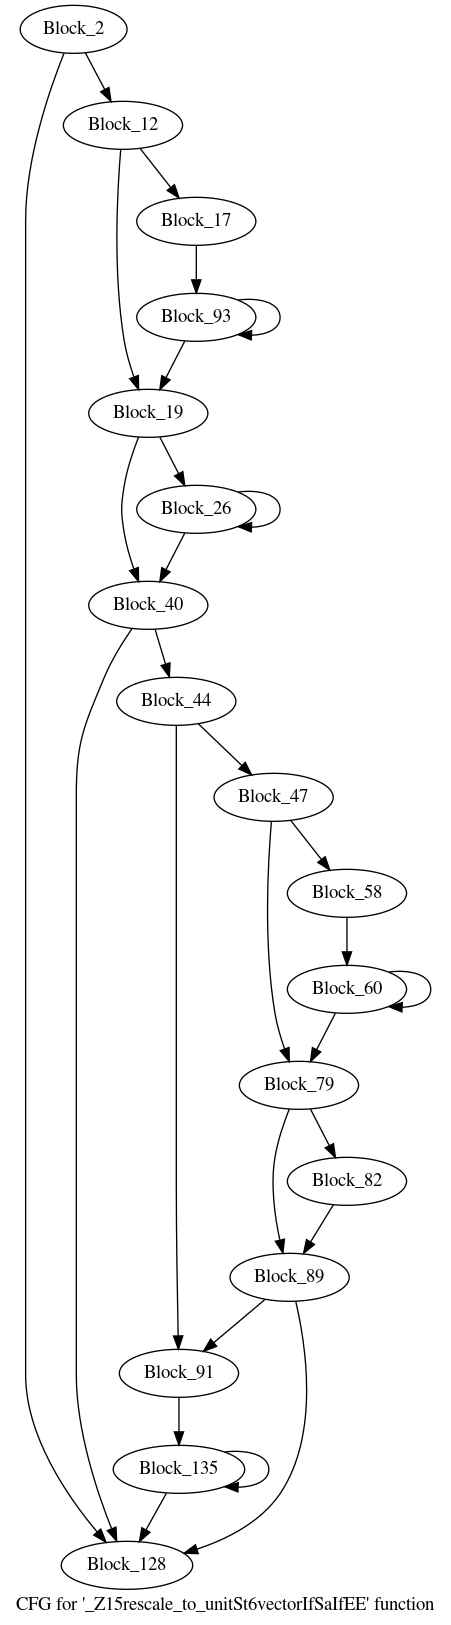 Block_2
Block_12
Block_17
Block_93
Block_19
Block_26
Block_40
Block_44
Block_47
Block_58
Block_60
Block_79
Block_82
Block_89
Block_91
Block_135
Block_128
CFG for '_Z15rescale_to_unitSt6vectorIfSaIfEE' function